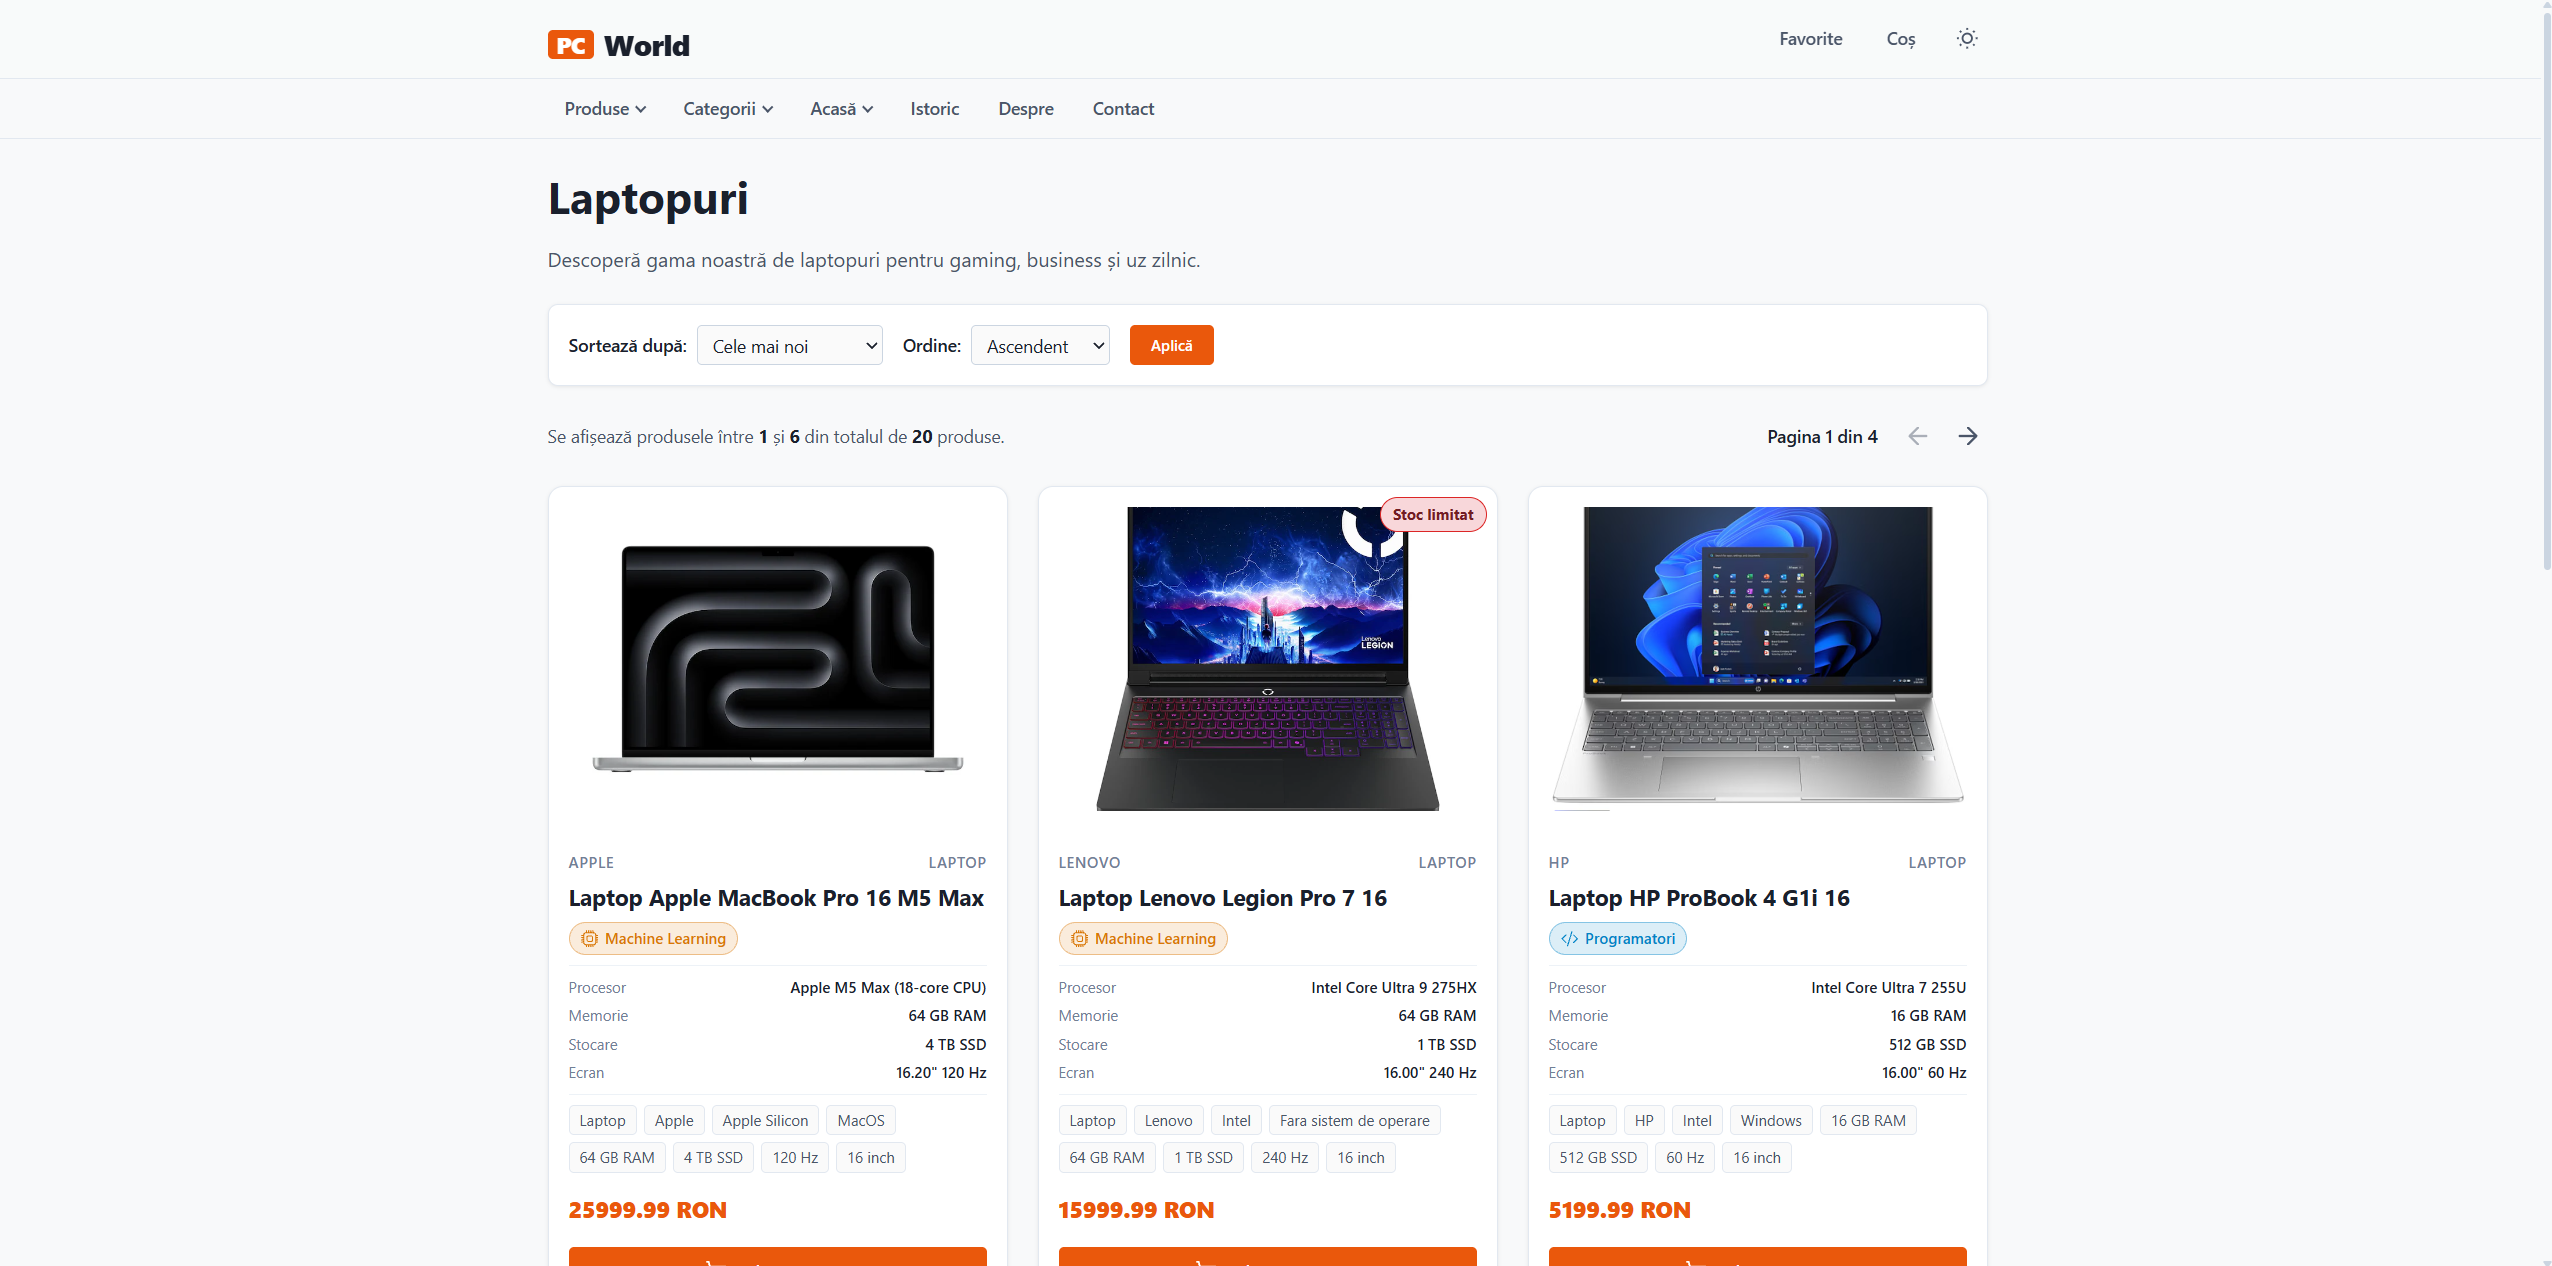 PC World
Favorite
Coș
Produse
Categorii
Acasă
Istoric
Despre
Contact
Laptopuri
Descoperă gama noastră de laptopuri pentru gaming, business și uz zilnic.
Sortează după: Cele mai noi Ordine: Ascendent Aplică
Se afișează produsele între 1 și 6 din totalul de 20 produse.
Pagina 1 din 4
APPLE LAPTOP
Laptop Apple MacBook Pro 16 M5 Max
Machine Learning
Procesor Apple M5 Max (18-core CPU)
Memorie 64 GB RAM
Stocare 4 TB SSD
Ecran 16.20" 120 Hz
Laptop Apple Apple Silicon MacOS
64 GB RAM 4 TB SSD 120 Hz 16 inch
25999.99 RON
Stoc limitat
Lenovo
LEGION
LENOVO LAPTOP
Laptop Lenovo Legion Pro 7 16
Machine Learning
Procesor Intel Core Ultra 9 275HX
Memorie 64 GB RAM
Stocare 1 TB SSD
Ecran 16.00" 240 Hz
Laptop Lenovo Intel Fara sistem de operare
64 GB RAM 1 TB SSD 240 Hz 16 inch
15999.99 RON
HP LAPTOP
Laptop HP ProBook 4 G1i 16
Programatori
Procesor Intel Core Ultra 7 255U
Memorie 16 GB RAM
Stocare 512 GB SSD
Ecran 16.00" 60 Hz
Laptop HP Intel Windows 16 GB RAM
512 GB SSD 60 Hz 16 inch
5199.99 RON